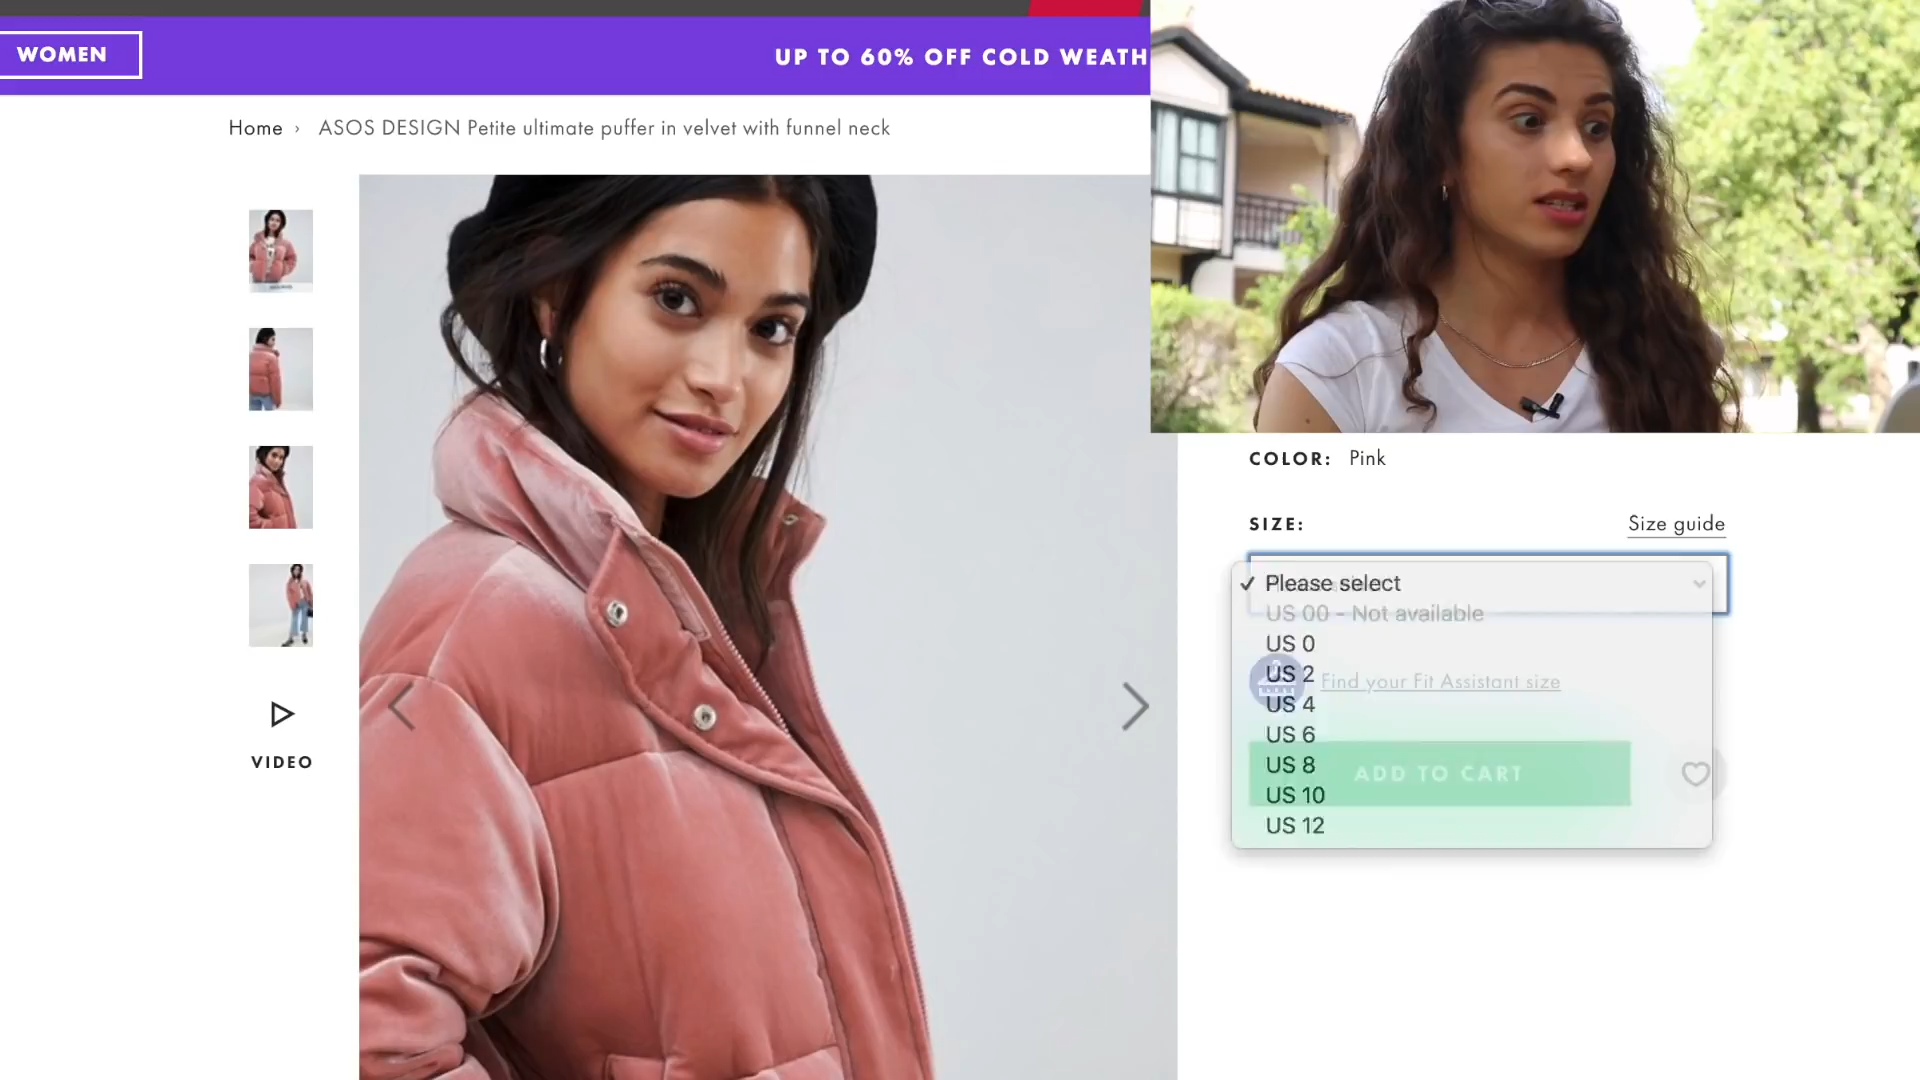 WOMEN
UP TO 60% OFF COLD WEATH
Home › ASOS DESIGN Petite ultimate puffer in velvet with funnel neck
VIDEO
COLOR: Pink
SIZE: Size guide
✓ Please select
US 00 - Not available
US 0
US 2
Find your Fit Assistant size
US 4
US 6
US 8
ADD TO CART
US 10
US 12